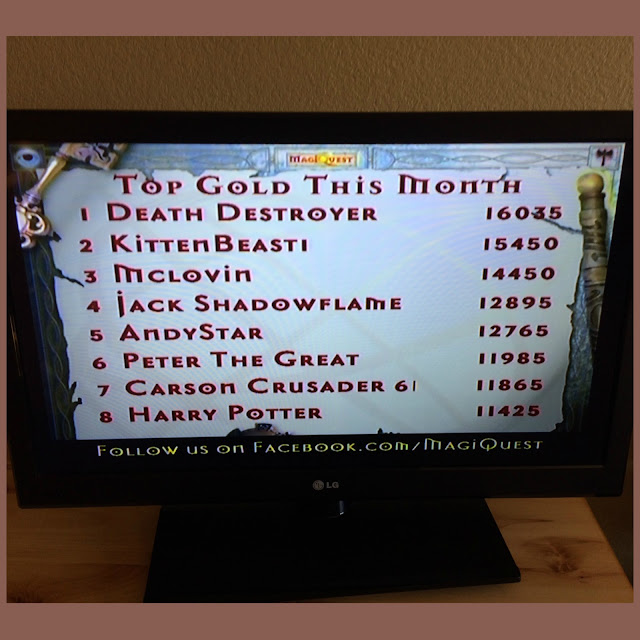 MagiQuest
Top Gold This Month
1 Death Destroyer 16035
2 KittenBeast1 15450
3 Mclovin 14450
4 Jack Shadowflame 12895
5 AndyStar 12765
6 Peter The Great 11985
7 Carson Crusader 61 11865
8 Harry Potter 11425
Follow us on Facebook.com/MagiQuest
LG